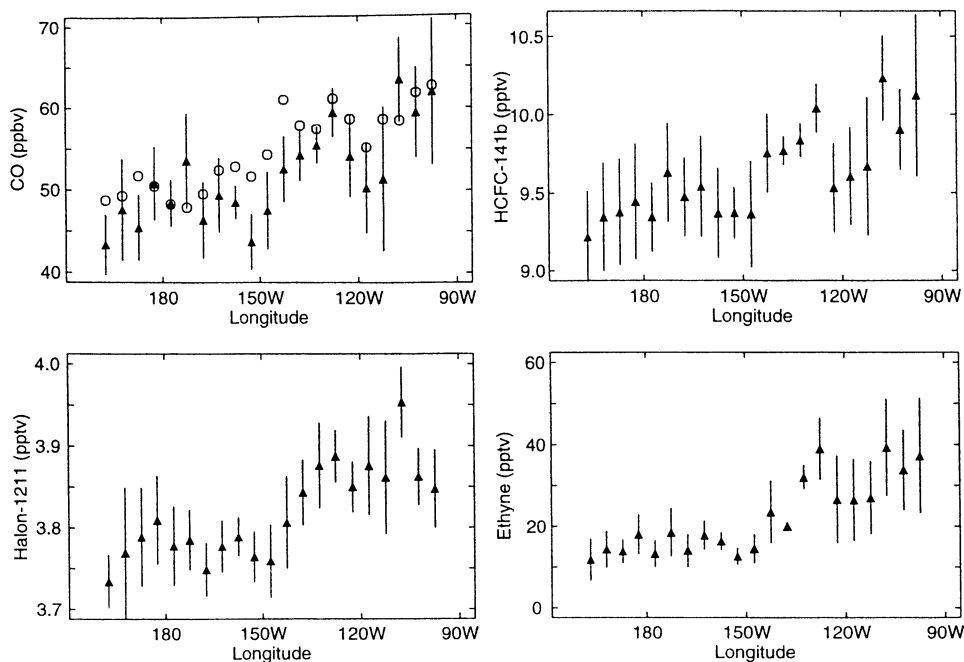 70
60
50
40
CO (ppbv)
180 150W 120W 90W
Longitude
10.5
10.0
9.5
9.0
HCFC-141b (pptv)
180 150W 120W 90W
Longitude
4.0
3.9
3.8
3.7
Halon-1211 (pptv)
180 150W 120W 90W
Longitude
60
40
20
0
Ethyne (pptv)
180 150W 120W 90W
Longitude